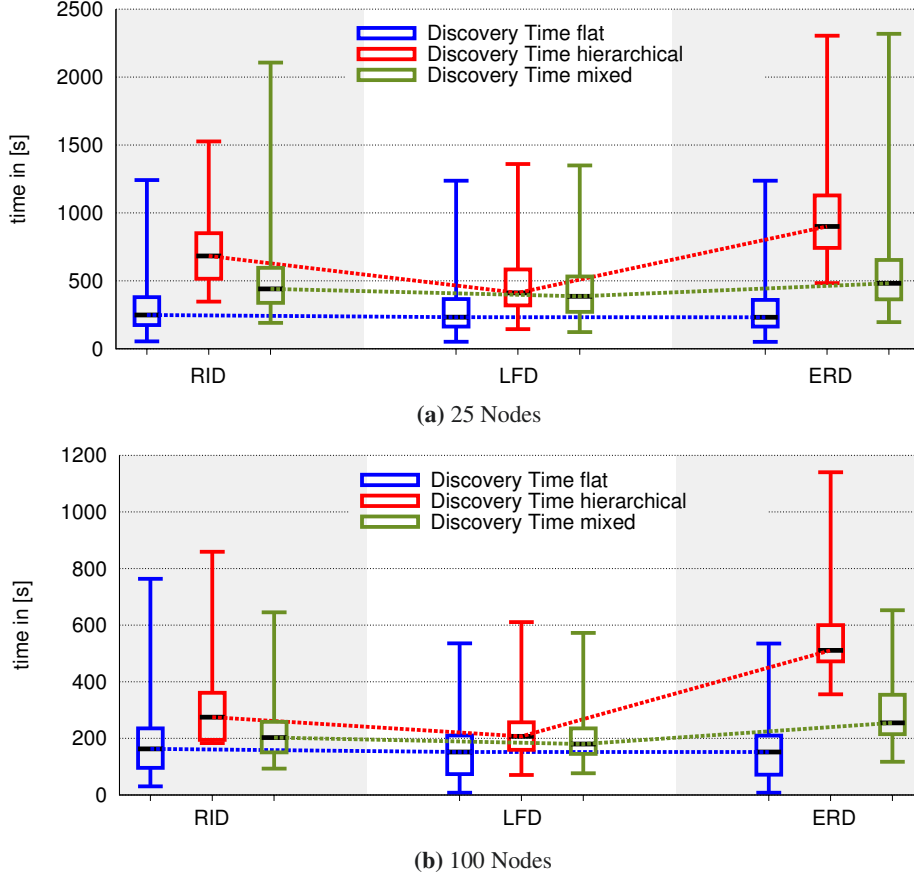 2500
2000
1500
1000
500
0
time in [s]
Discovery Time flat
Discovery Time hierarchical
Discovery Time mixed
RID LFD ERD
(a) 25 Nodes
1200
1000
800
600
400
200
0
time in [s]
Discovery Time flat
Discovery Time hierarchical
Discovery Time mixed
RID LFD ERD
(b) 100 Nodes